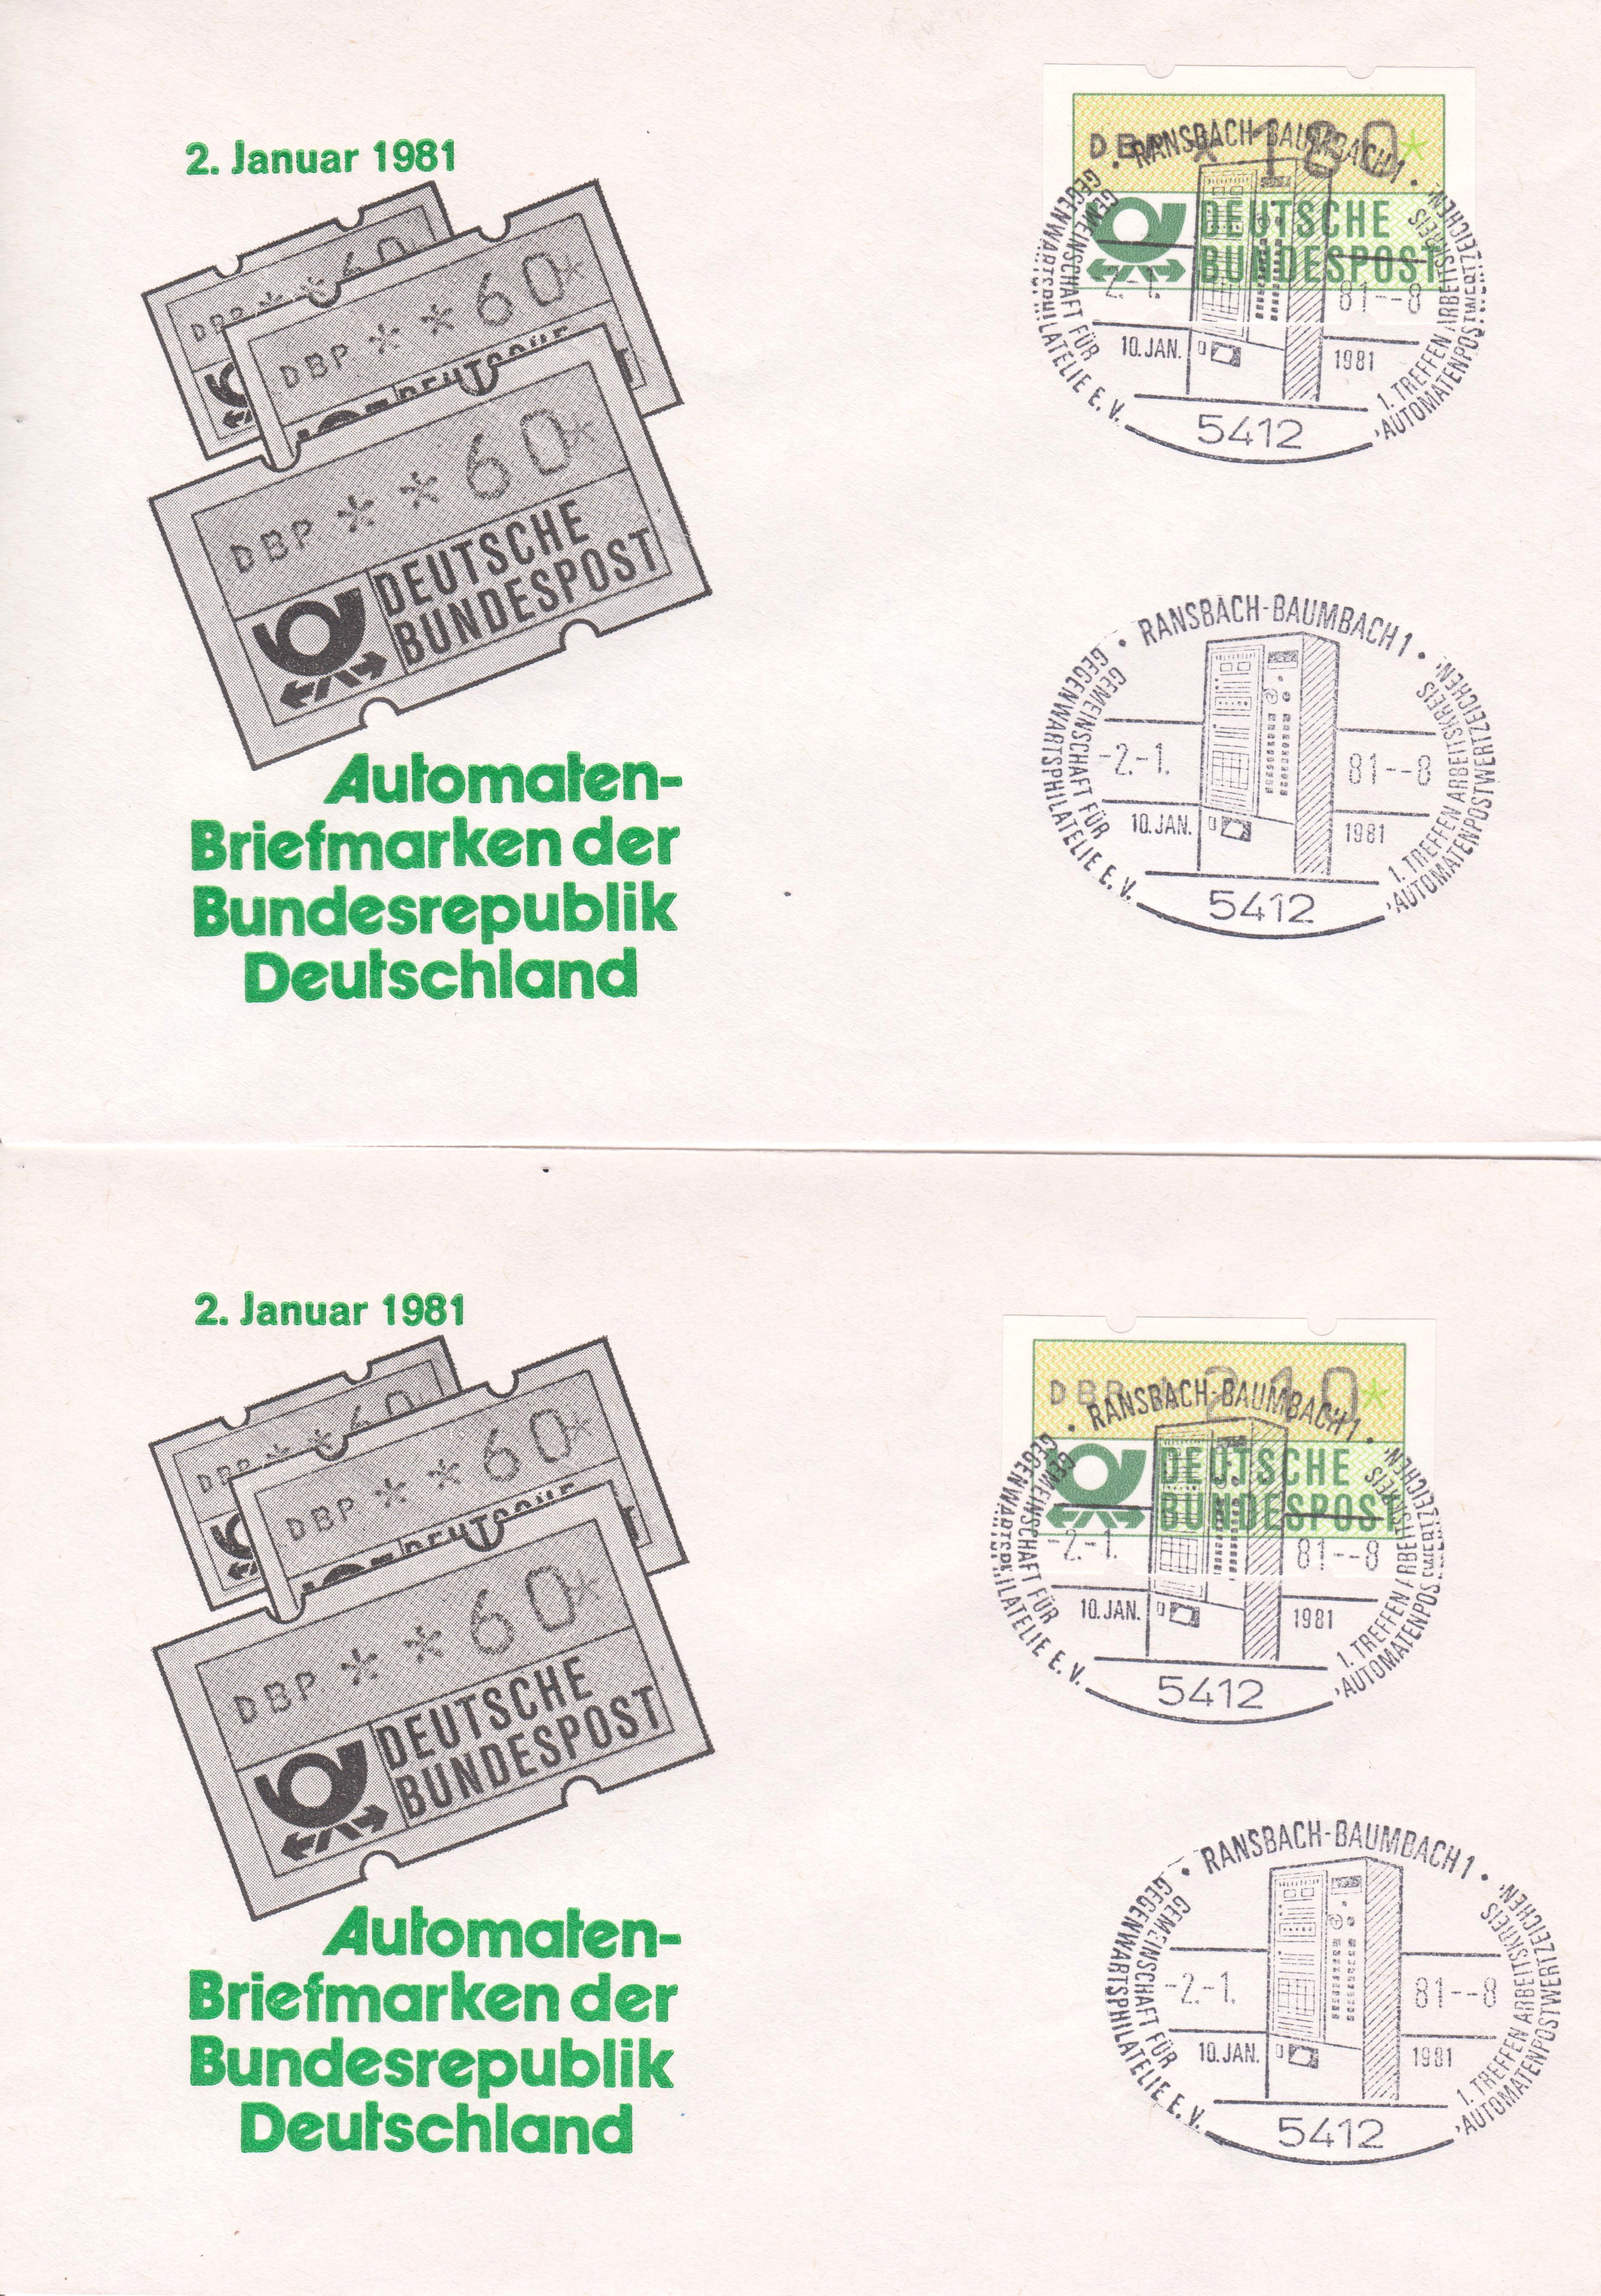 2. Januar 1981
DBP * * 60*
DBP * * 60*
DBP * * 60*
DEUTSCHE
BUNDESPOST
Automaten-
Briefmarken der
Bundesrepublik
Deutschland
DBP * 180*
DEUTSCHE
BUNDESPOST
• RANSBACH-BAUMBACH 1 •
GEMEINSCHAFT FÜR
GEGENWARTSPHILATELIE E.V.
-2.-1.
81--8
10. JAN.
1981
1. TREFFEN ARBEITSKREIS
'AUTOMATENPOSTWERTZEICHEN'
5412
• RANSBACH-BAUMBACH 1 •
GEMEINSCHAFT FÜR
GEGENWARTSPHILATELIE E.V.
-2.-1.
81--8
10. JAN.
1981
1. TREFFEN ARBEITSKREIS
'AUTOMATENPOSTWERTZEICHEN'
5412
2. Januar 1981
DBP * * 60*
DBP * * 60*
DBP * * 60*
DEUTSCHE
BUNDESPOST
Automaten-
Briefmarken der
Bundesrepublik
Deutschland
DBP * 210*
DEUTSCHE
BUNDESPOST
• RANSBACH-BAUMBACH 1 •
GEMEINSCHAFT FÜR
GEGENWARTSPHILATELIE E.V.
-2.-1.
81--8
10. JAN.
1981
1. TREFFEN ARBEITSKREIS
'AUTOMATENPOSTWERTZEICHEN'
5412
• RANSBACH-BAUMBACH 1 •
GEMEINSCHAFT FÜR
GEGENWARTSPHILATELIE E.V.
-2.-1.
81--8
10. JAN.
1981
1. TREFFEN ARBEITSKREIS
'AUTOMATENPOSTWERTZEICHEN'
5412